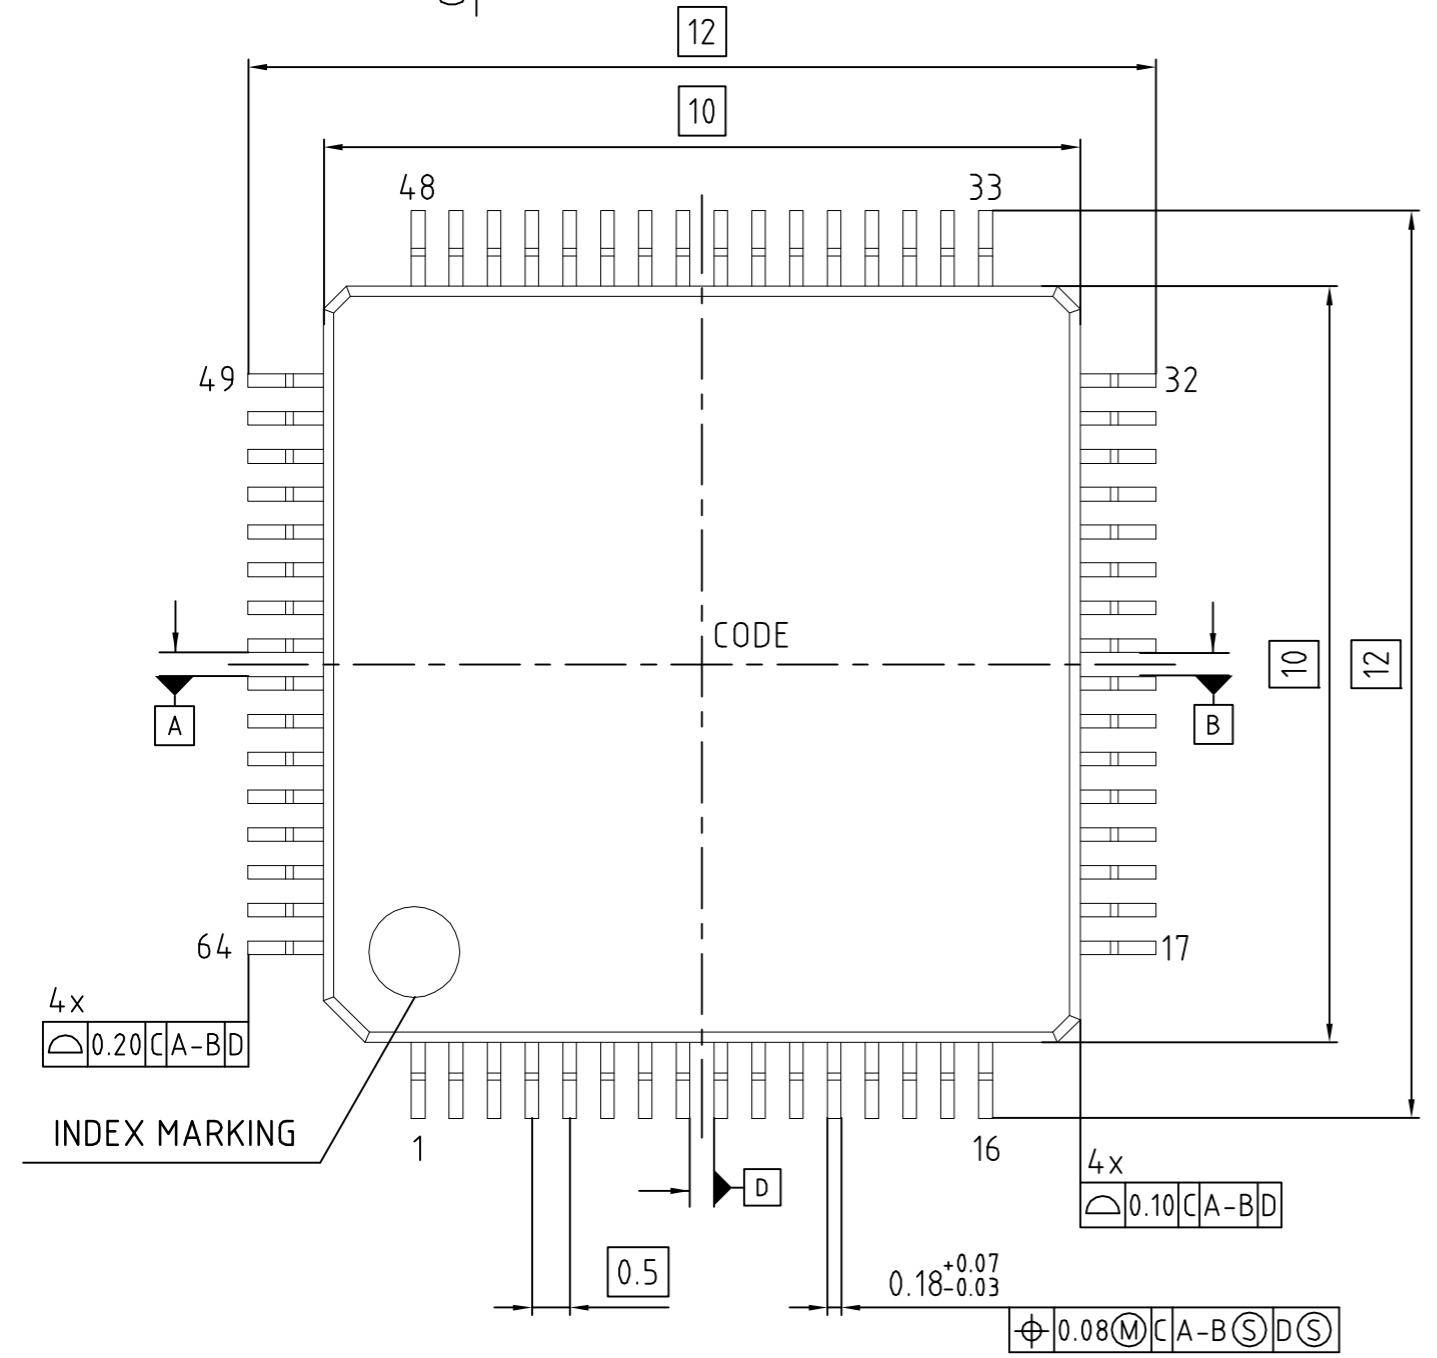 12
10
48 33
49 32
CODE
10 12
A B
64 17
4x
⌓ 0.20 C A-B D
INDEX MARKING
1 16
4x
D
⌓ 0.10 C A-B D
0.5
0.18 +0.07 -0.03
⌖ 0.08 Ⓜ C A-B Ⓢ D Ⓢ